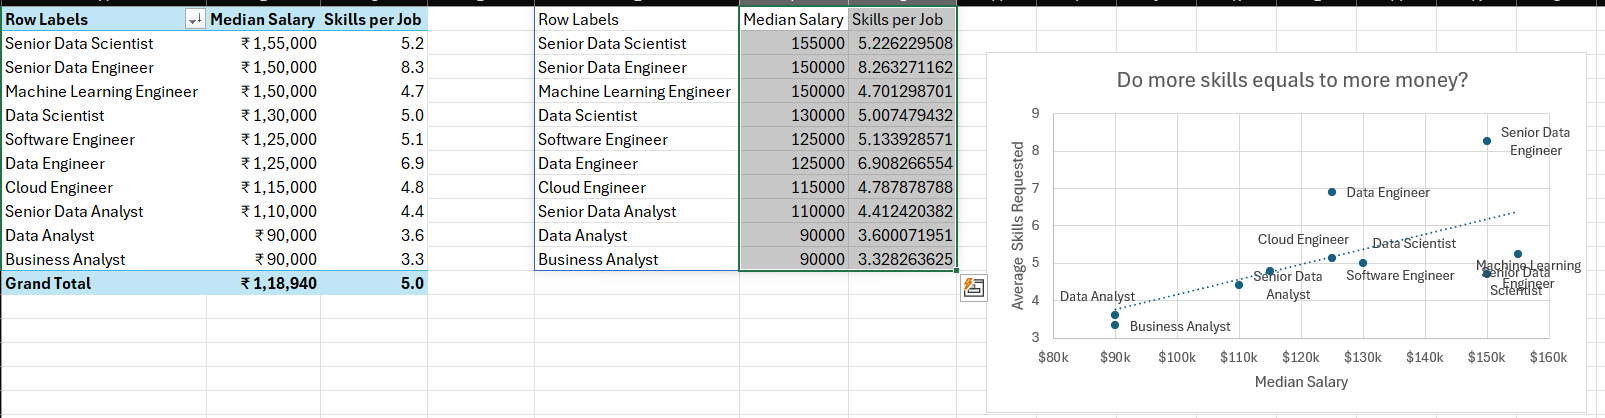 Row Labels Median Salary Skills per Job
Senior Data Scientist ₹ 1,55,000 5.2
Senior Data Engineer ₹ 1,50,000 8.3
Machine Learning Engineer ₹ 1,50,000 4.7
Data Scientist ₹ 1,30,000 5.0
Software Engineer ₹ 1,25,000 5.1
Data Engineer ₹ 1,25,000 6.9
Cloud Engineer ₹ 1,15,000 4.8
Senior Data Analyst ₹ 1,10,000 4.4
Data Analyst ₹ 90,000 3.6
Business Analyst ₹ 90,000 3.3
Grand Total ₹ 1,18,940 5.0
Row Labels Median Salary Skills per Job
Senior Data Scientist 155000 5.226229508
Senior Data Engineer 150000 8.263271162
Machine Learning Engineer 150000 4.701298701
Data Scientist 130000 5.007479432
Software Engineer 125000 5.133928571
Data Engineer 125000 6.908266554
Cloud Engineer 115000 4.787878788
Senior Data Analyst 110000 4.412420382
Data Analyst 90000 3.600071951
Business Analyst 90000 3.328263625
Do more skills equals to more money?
Average Skills Requested
9
8
7
6
5
4
3
Senior Data
Engineer
Data Engineer
Cloud Engineer
Data Scientist
Machine Learning
Engineer
Senior Data
Scientist
Senior Data
Analyst
Software Engineer
Data Analyst
Business Analyst
$80k $90k $100k $110k $120k $130k $140k $150k $160k
Median Salary